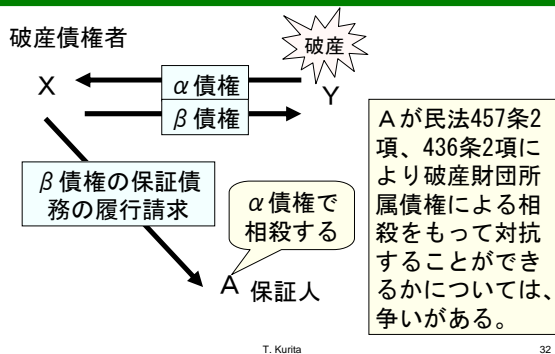 破産債権者
破産
X
α債権
Y
β債権
β債権の保証債
務の履行請求
α債権で
相殺する
A 保証人
Aが民法457条2
項、436条2項に
より破産財団所
属債権による相
殺をもって対抗
することができ
るかについては、
争いがある。
T. Kurita
32